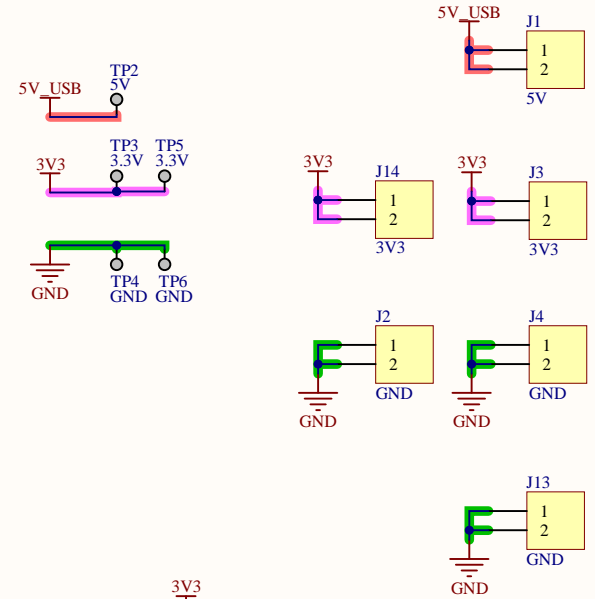 5V_USB
J1
1
2
5V
TP2
5V
5V_USB
TP3
3.3V
TP5
3.3V
3V3
3V3
J14
1
2
3V3
3V3
J3
1
2
3V3
GND
TP4
GND
TP6
GND
J2
1
2
GND
GND
J4
1
2
GND
GND
J13
1
2
GND
GND
3V3